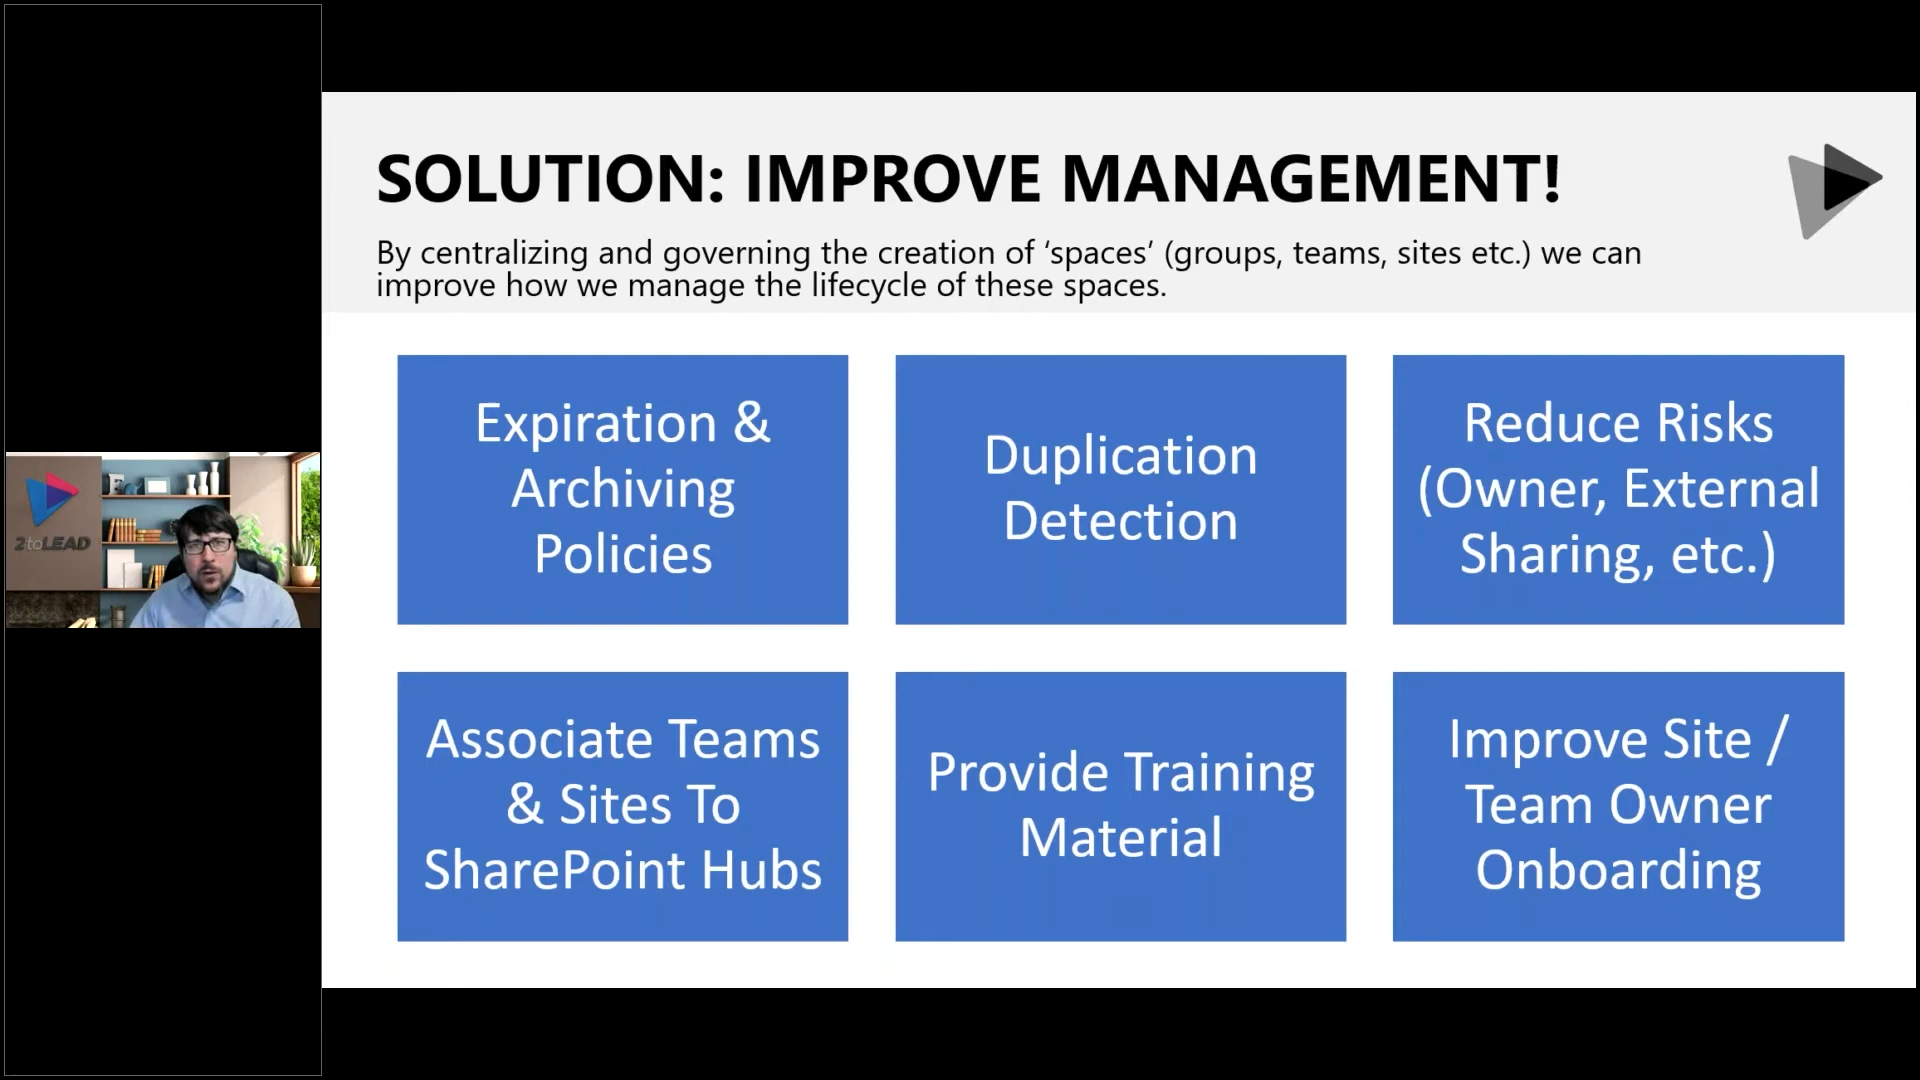 SOLUTION: IMPROVE MANAGEMENT!
By centralizing and governing the creation of ‘spaces’ (groups, teams, sites etc.) we can
improve how we manage the lifecycle of these spaces.
Expiration &
Archiving
Policies
Duplication
Detection
Reduce Risks
(Owner, External
Sharing, etc.)
2toLEAD
Associate Teams
& Sites To
SharePoint Hubs
Provide Training
Material
Improve Site /
Team Owner
Onboarding